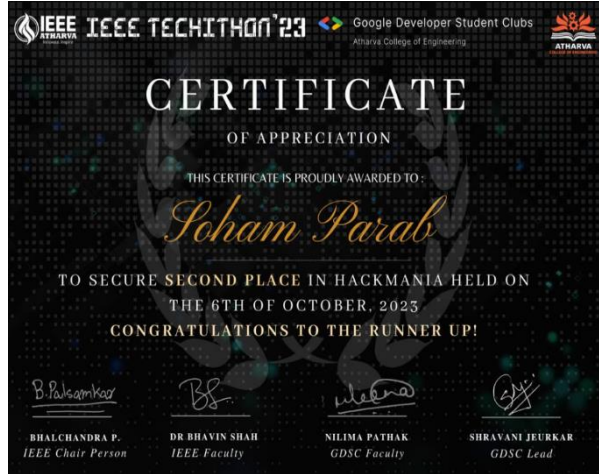 IEEE
ATHARVA
IEEE TECHITHON'23
Google Developer Student Clubs
Atharva College of Engineering
ATHARVA
COLLEGE OF ENGINEERING
CERTIFICATE
OF APPRECIATION
THIS CERTIFICATE IS PROUDLY AWARDED TO :
Soham Parab
TO SECURE SECOND PLACE IN HACKMANIA HELD ON
THE 6TH OF OCTOBER, 2023
CONGRATULATIONS TO THE RUNNER UP!
BHALCHANDRA P.
IEEE Chair Person
DR BHAVIN SHAH
IEEE Faculty
NILIMA PATHAK
GDSC Faculty
SHRAVANI JEURKAR
GDSC Lead